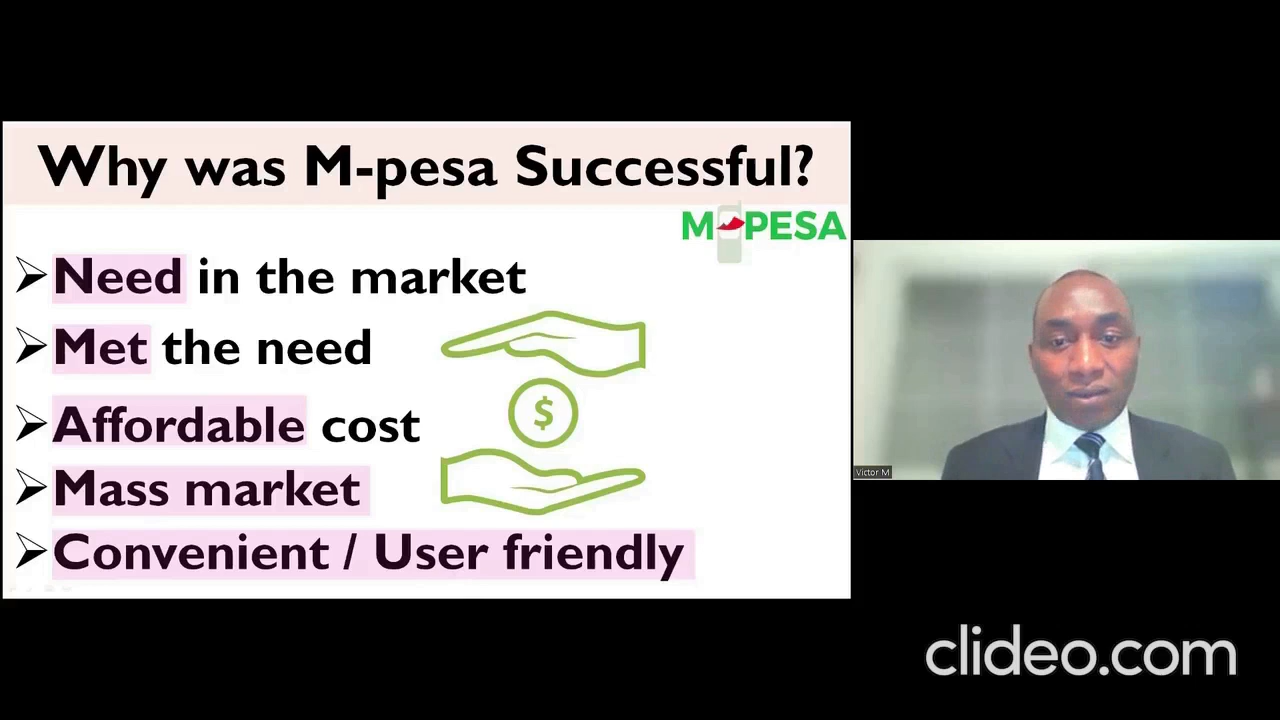 Why was M-pesa Successful?
M PESA
Need in the market
Met the need
$
Affordable cost
Mass market
Convenient / User friendly
Victor M
clideo.com